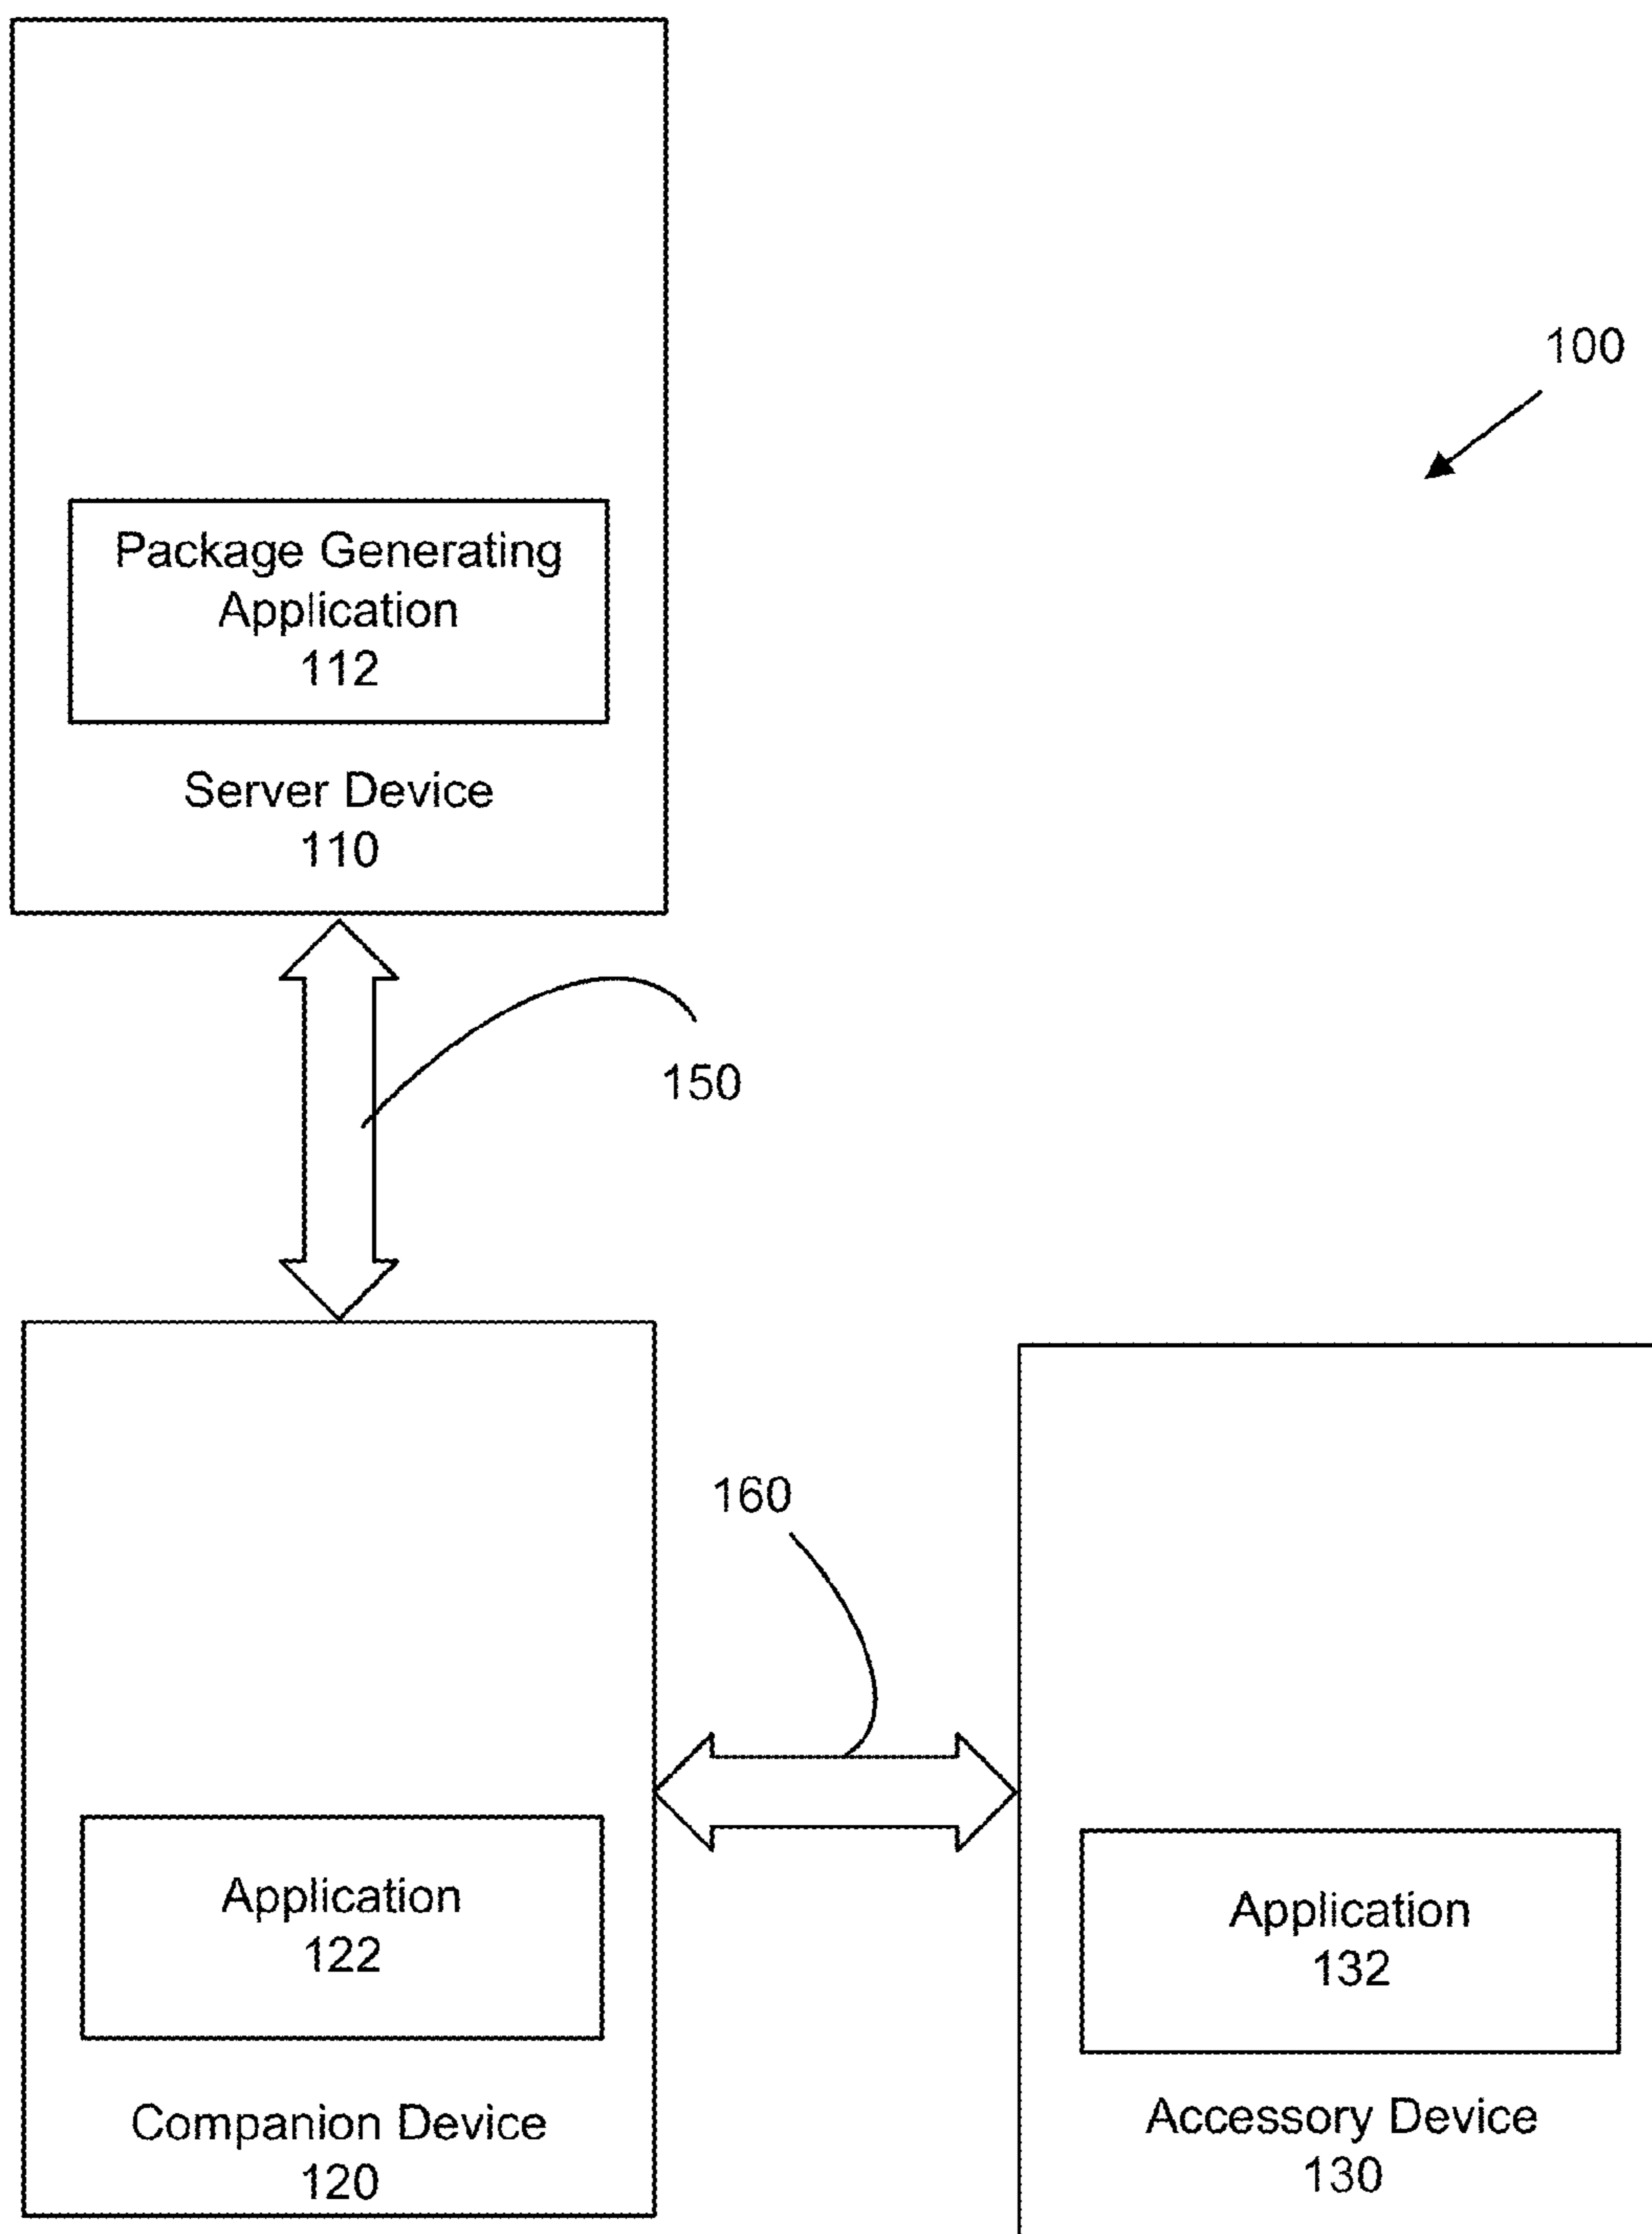 100
Package Generating
Application
112
Server Device
110
150
160
Application
122
Companion Device
120
Application
132
Accessory Device
130